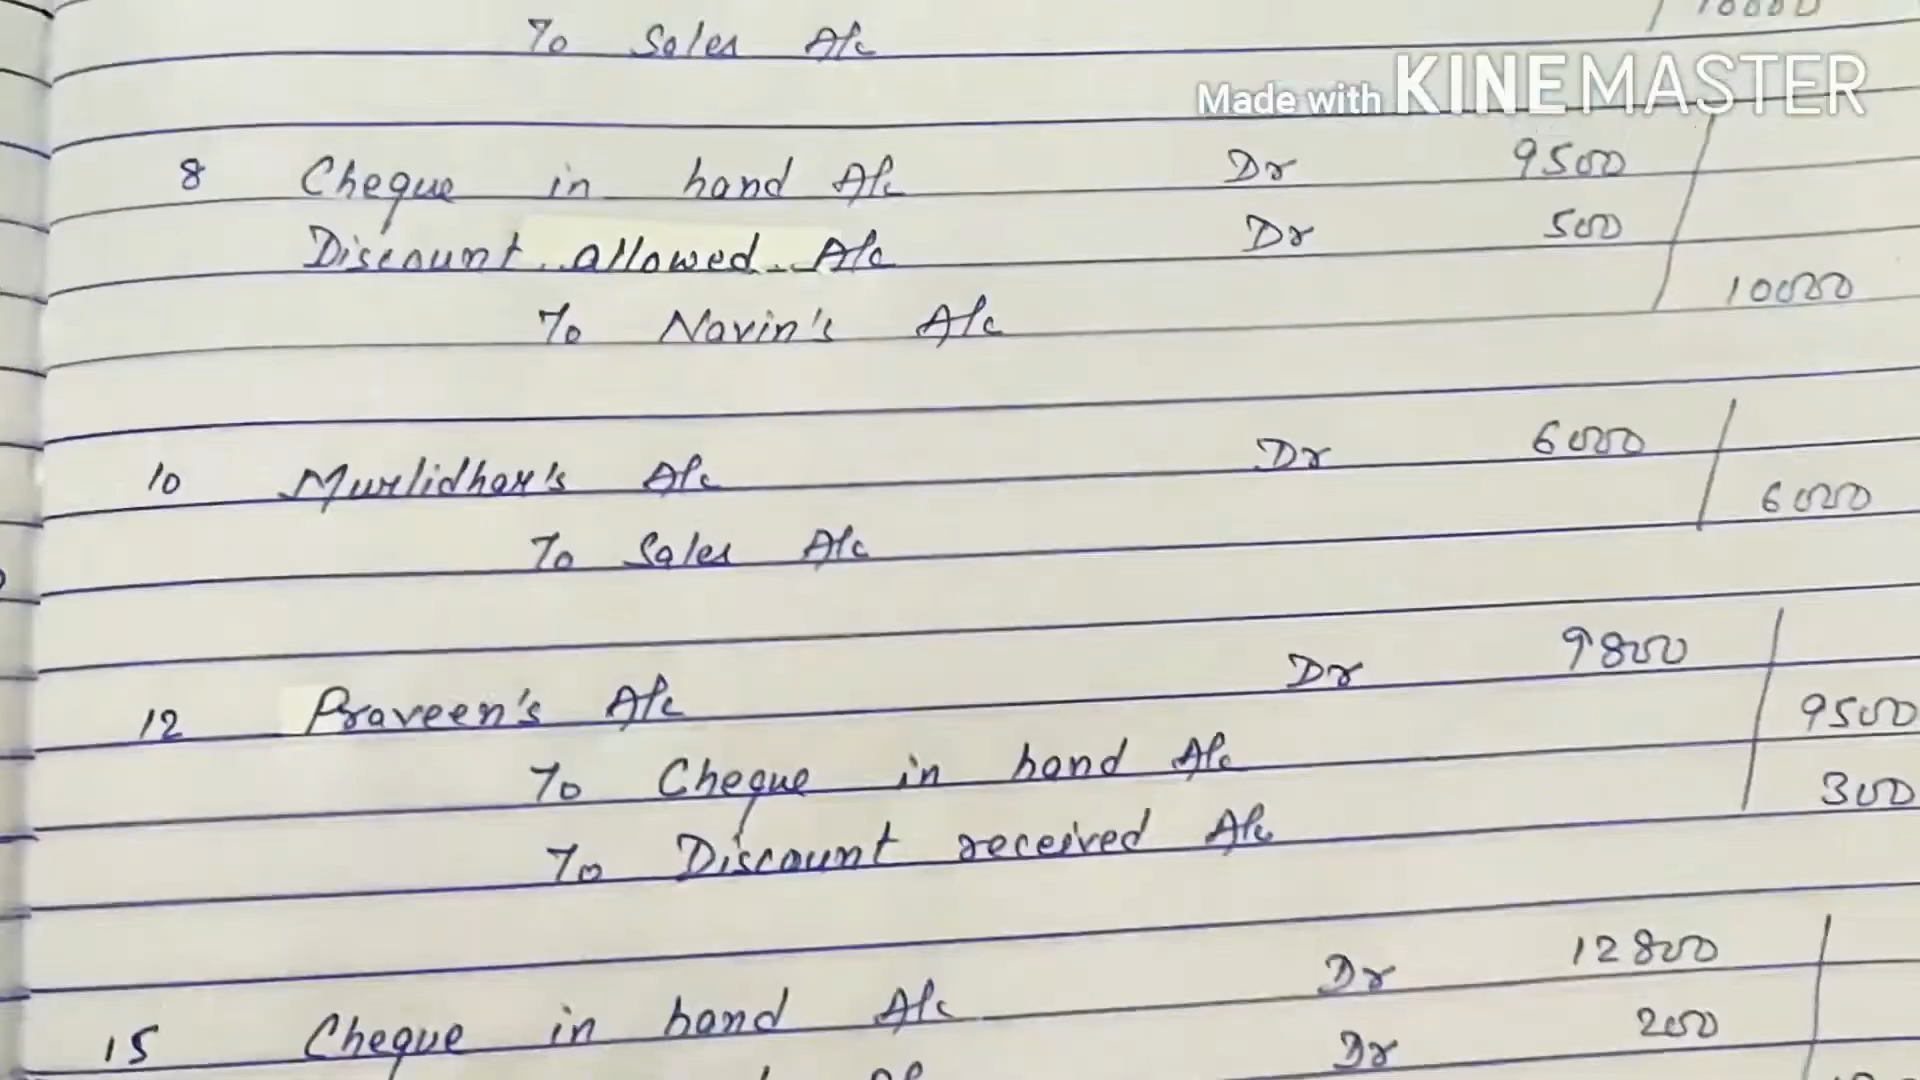 To Sales A/c 10000
Made with KINEMASTER
8 Cheque in hand A/c Dr 9500
Discount allowed A/c Dr 500
To Navin's A/c 10000
10 Murlidhar's A/c Dr 6000
To Sales A/c 6000
12 Praveen's A/c Dr 9800
To Cheque in hand A/c 9500
To Discount received A/c 300
15 Cheque in hand A/c Dr 12800
Dr 200